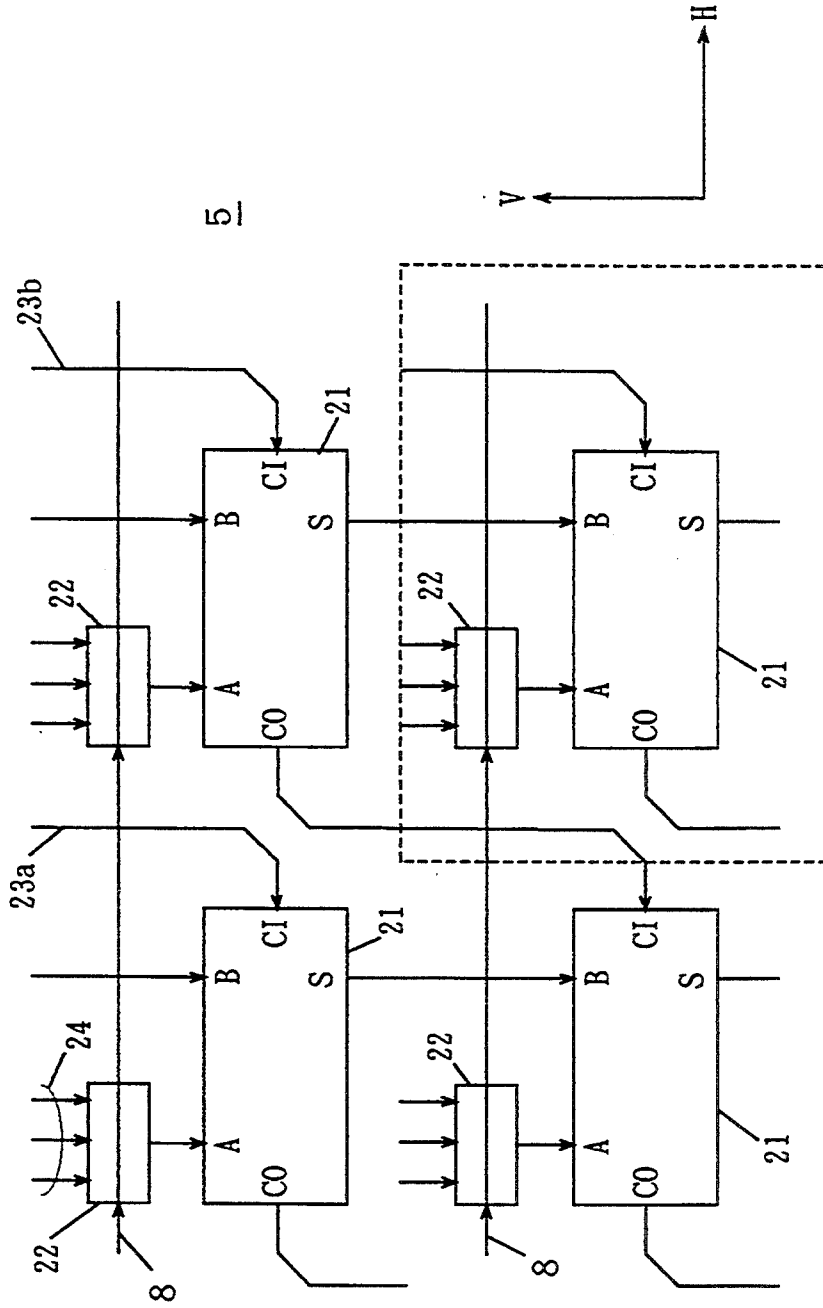 23a 23b
22 24 22
8
5
A B A B
CO CI CO CI
S S 21
21
22 22
V
8
A B A B
CO CI CO CI
S S
H
21 21